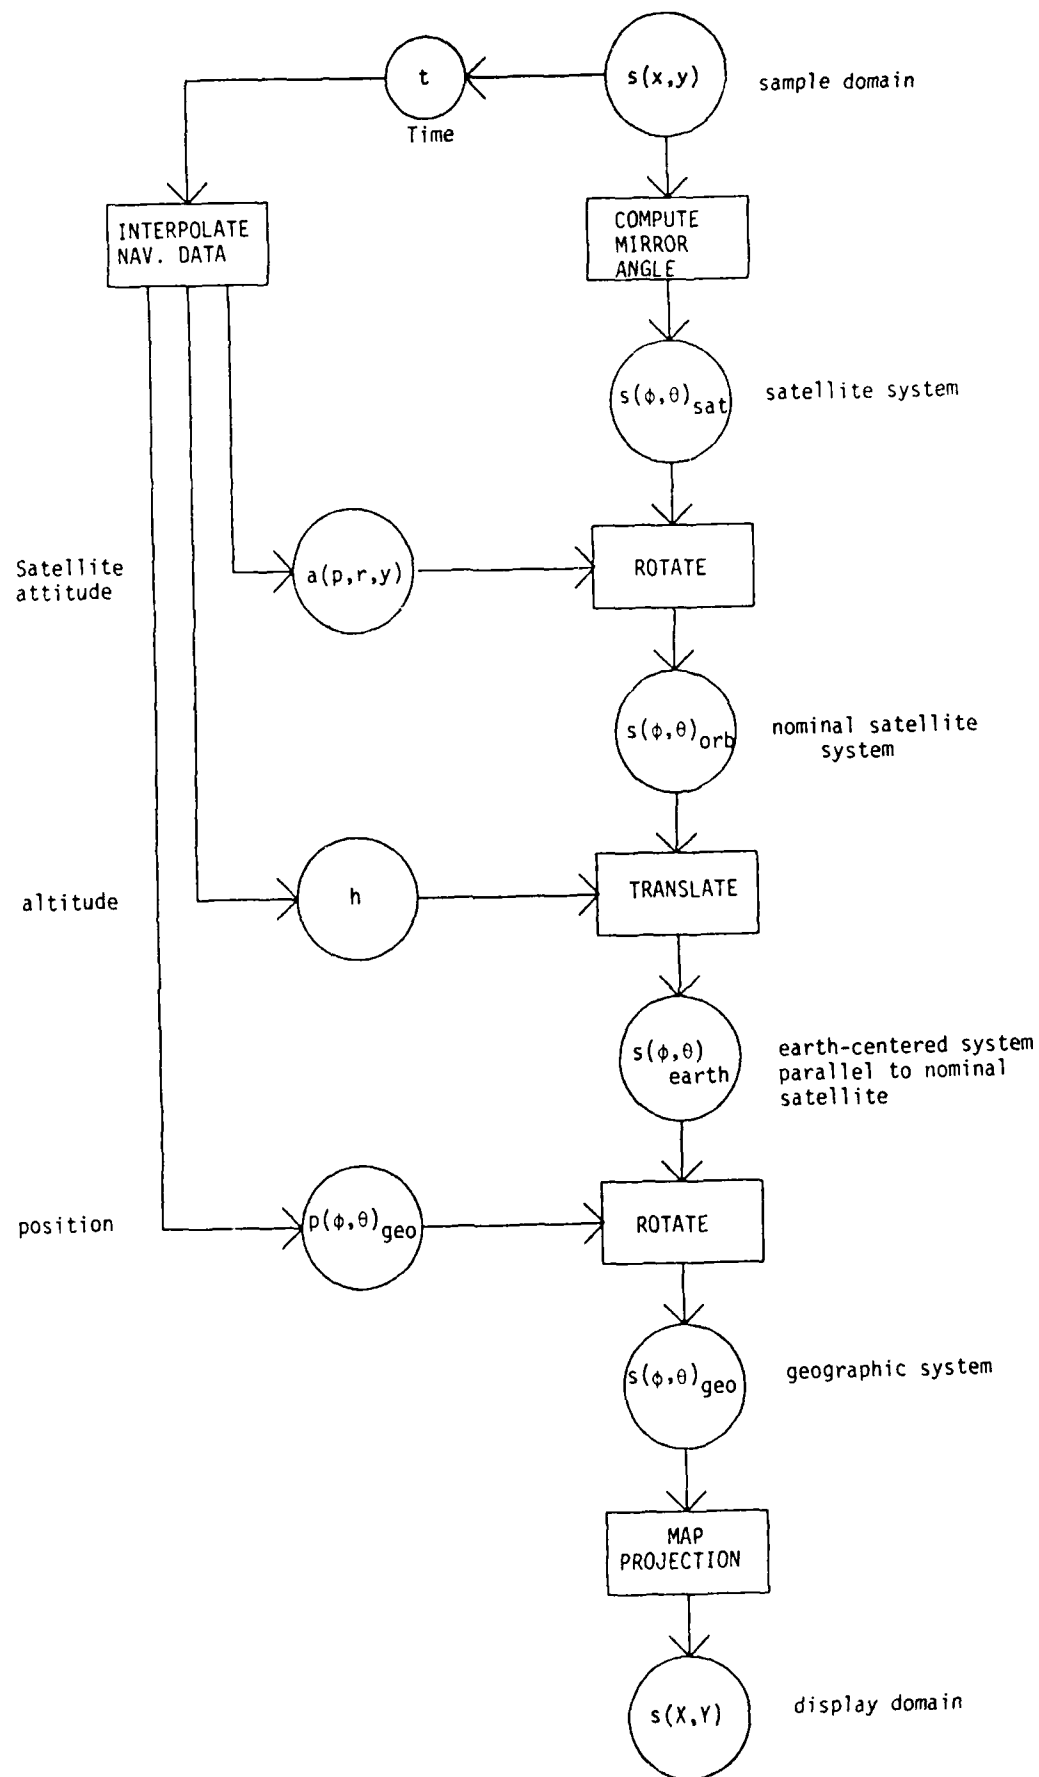 t
s(x,y)
sample domain
Time
INTERPOLATE
NAV. DATA
COMPUTE
MIRROR
ANGLE
s(ϕ,θ)sat
satellite system
Satellite
attitude
a(p,r,y)
ROTATE
s(ϕ,θ)orb
nominal satellite
system
altitude
h
TRANSLATE
s(ϕ,θ)
earth
earth-centered system
parallel to nominal
satellite
position
p(ϕ,θ)geo
ROTATE
s(ϕ,θ)geo
geographic system
MAP
PROJECTION
s(X,Y)
display domain